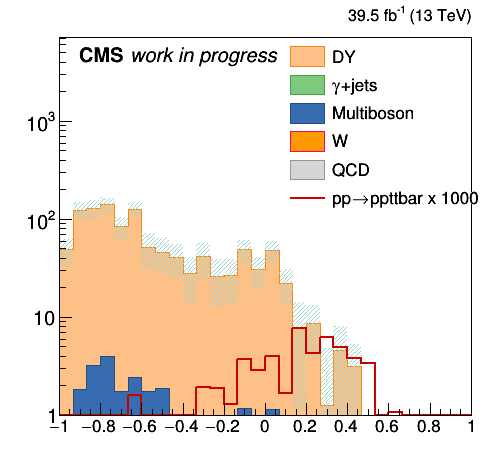 39.5 fb⁻¹ (13 TeV)
CMS work in progress
DY
γ+jets
Multiboson
W
QCD
pp→ppttbar x 1000
10³
10²
10
1
−1 −0.8 −0.6 −0.4 −0.2 0 0.2 0.4 0.6 0.8 1